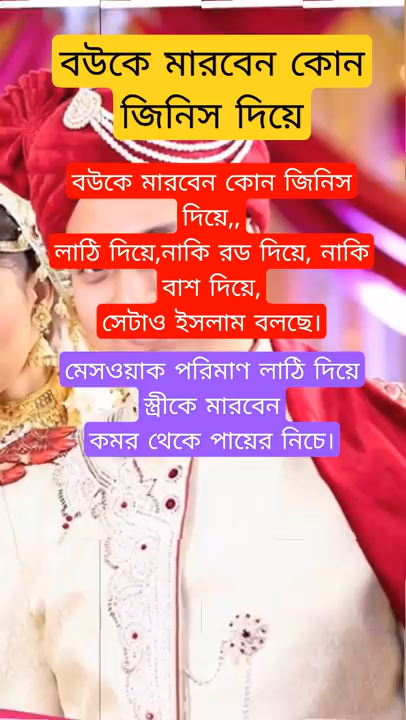 বউকে মারবেন কোন
জিনিস দিয়ে
বউকে মারবেন কোন জিনিস
দিয়ে,,
লাঠি দিয়ে,নাকি রড দিয়ে, নাকি
বাশ দিয়ে,
সেটাও ইসলাম বলছে।
মেসওয়াক পরিমাণ লাঠি দিয়ে
স্ত্রীকে মারবেন
কমর থেকে পায়ের নিচে।